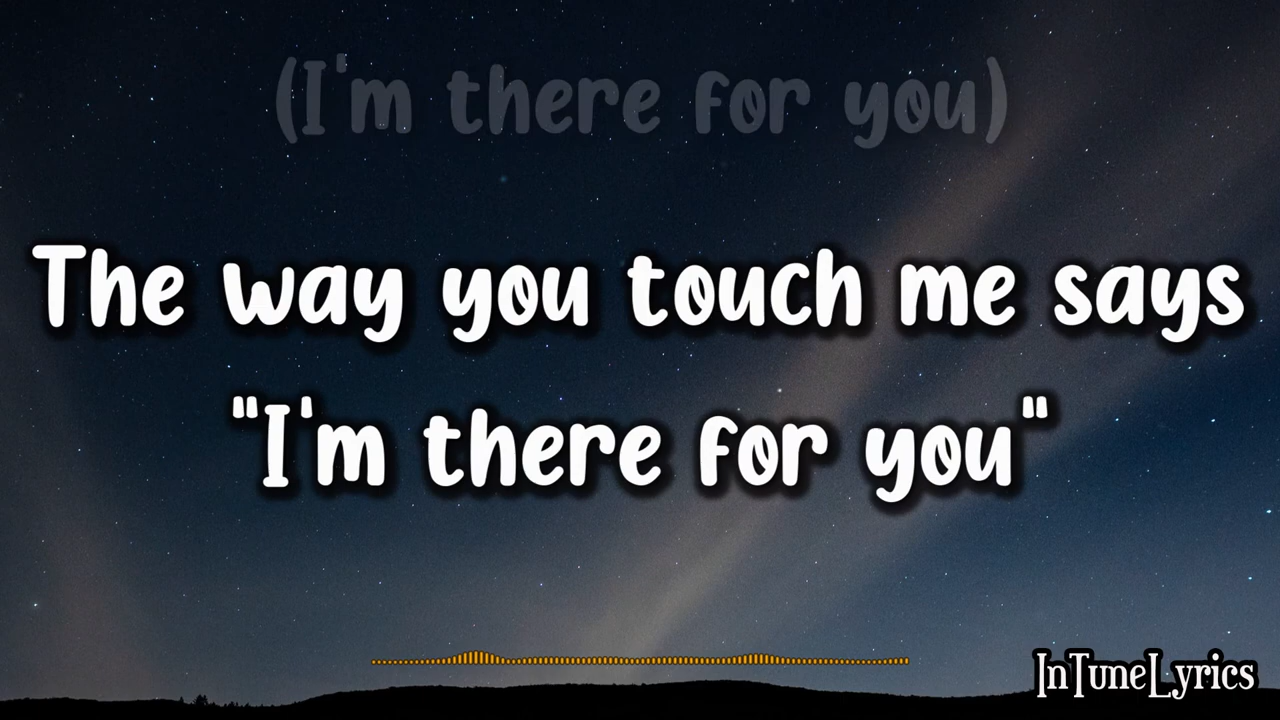 (I'm there for you)
The way you touch me says
"I'm there for you"
InTuneLyrics